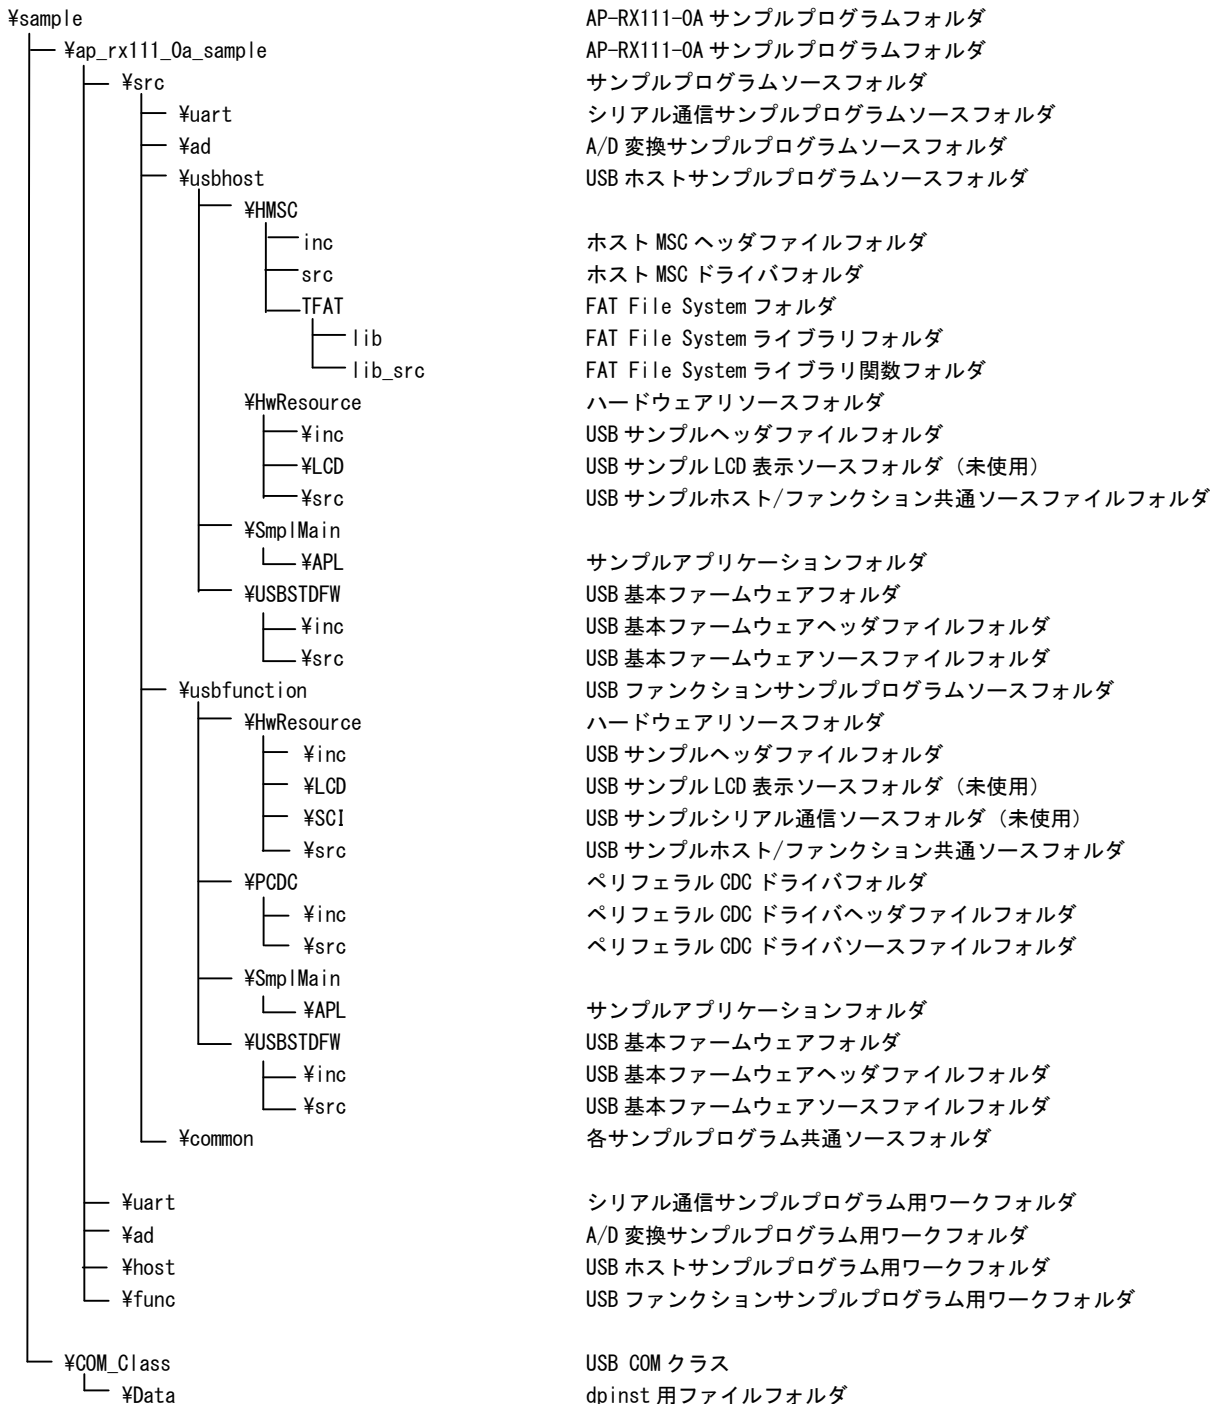 ¥sample AP-RX111-0A サンプルプログラムフォルダ
¥ap_rx111_0a_sample AP-RX111-0A サンプルプログラムフォルダ
¥src サンプルプログラムソースフォルダ
¥uart シリアル通信サンプルプログラムソースフォルダ
¥ad A/D 変換サンプルプログラムソースフォルダ
¥usbhost USB ホストサンプルプログラムソースフォルダ
¥HMSC
inc ホスト MSC ヘッダファイルフォルダ
src ホスト MSC ドライバフォルダ
TFAT FAT File System フォルダ
lib FAT File System ライブラリフォルダ
lib_src FAT File System ライブラリ関数フォルダ
¥HwResource ハードウェアリソースフォルダ
¥inc USB サンプルヘッダファイルフォルダ
¥LCD USB サンプル LCD 表示ソースフォルダ（未使用）
¥src USB サンプルホスト/ファンクション共通ソースファイルフォルダ
¥SmplMain
¥APL サンプルアプリケーションフォルダ
¥USBSTDFW USB 基本ファームウェアフォルダ
¥inc USB 基本ファームウェアヘッダファイルフォルダ
¥src USB 基本ファームウェアソースファイルフォルダ
¥usbfunction USB ファンクションサンプルプログラムソースフォルダ
¥HwResource ハードウェアリソースフォルダ
¥inc USB サンプルヘッダファイルフォルダ
¥LCD USB サンプル LCD 表示ソースフォルダ（未使用）
¥SCI USB サンプルシリアル通信ソースフォルダ（未使用）
¥src USB サンプルホスト/ファンクション共通ソースフォルダ
¥PCDC ペリフェラル CDC ドライバフォルダ
¥inc ペリフェラル CDC ドライバヘッダファイルフォルダ
¥src ペリフェラル CDC ドライバソースファイルフォルダ
¥SmplMain
¥APL サンプルアプリケーションフォルダ
¥USBSTDFW USB 基本ファームウェアフォルダ
¥inc USB 基本ファームウェアヘッダファイルフォルダ
¥src USB 基本ファームウェアソースファイルフォルダ
¥common 各サンプルプログラム共通ソースフォルダ
¥uart シリアル通信サンプルプログラム用ワークフォルダ
¥ad A/D 変換サンプルプログラム用ワークフォルダ
¥host USB ホストサンプルプログラム用ワークフォルダ
¥func USB ファンクションサンプルプログラム用ワークフォルダ
¥COM_Class USB COM クラス
¥Data dpinst 用ファイルフォルダ